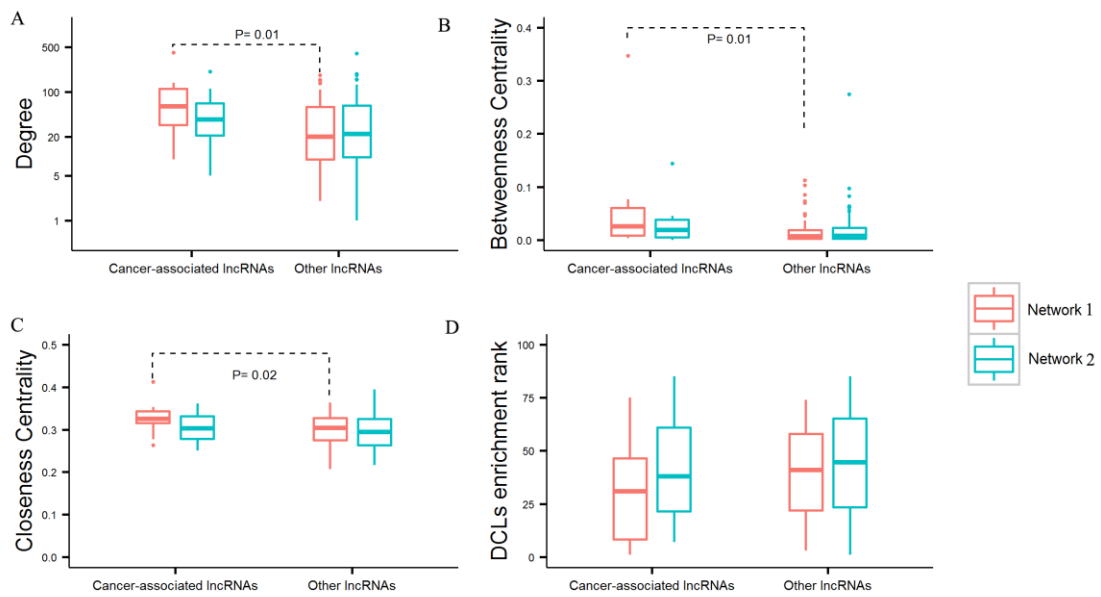 A
Degree
500
100
20
5
1
P= 0.01
Cancer-associated lncRNAs
Other lncRNAs
B
Betweenness Centrality
0.4
0.3
0.2
0.1
0.0
P= 0.01
Cancer-associated lncRNAs
Other lncRNAs
C
Closeness Centrality
0.5
0.4
0.3
0.2
0.1
0.0
P= 0.02
Cancer-associated lncRNAs
Other lncRNAs
D
DCLs enrichment rank
100
75
50
25
0
Cancer-associated lncRNAs
Other lncRNAs
Network 1
Network 2